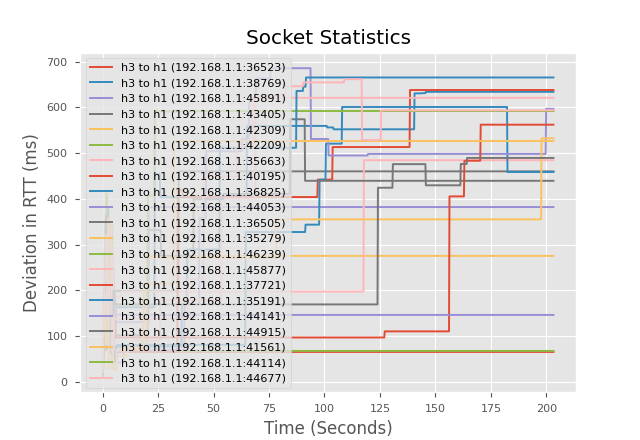 Socket Statistics
Deviation in RTT (ms)
700
600
500
400
300
200
100
0
h3 to h1 (192.168.1.1:36523)
h3 to h1 (192.168.1.1:38769)
h3 to h1 (192.168.1.1:45891)
h3 to h1 (192.168.1.1:43405)
h3 to h1 (192.168.1.1:42309)
h3 to h1 (192.168.1.1:42209)
h3 to h1 (192.168.1.1:35663)
h3 to h1 (192.168.1.1:40195)
h3 to h1 (192.168.1.1:36825)
h3 to h1 (192.168.1.1:44053)
h3 to h1 (192.168.1.1:36505)
h3 to h1 (192.168.1.1:35279)
h3 to h1 (192.168.1.1:46239)
h3 to h1 (192.168.1.1:45877)
h3 to h1 (192.168.1.1:37721)
h3 to h1 (192.168.1.1:35191)
h3 to h1 (192.168.1.1:44141)
h3 to h1 (192.168.1.1:44915)
h3 to h1 (192.168.1.1:41561)
h3 to h1 (192.168.1.1:44114)
h3 to h1 (192.168.1.1:44677)
0 25 50 75 100 125 150 175 200
Time (Seconds)